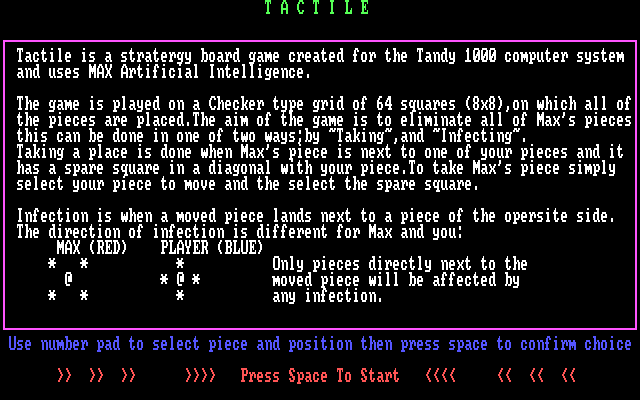 TACTILE
Tactile is a stratergy board game created for the Tandy 1000 computer system
and uses MAX Artificial Intelligence.
The game is played on a Checker type grid of 64 squares (8x8),on which all of
the pieces are placed.The aim of the game is to eliminate all of Max's pieces
this can be done in one of two ways;by "Taking",and "Infecting".
Taking a place is done when Max's piece is next to one of your pieces and it
has a spare square in a diagonal with your piece.To take Max's piece simply
select your piece to move and the select the spare square.
Infection is when a moved piece lands next to a piece of the opersite side.
The direction of infection is different for Max and you:
MAX (RED) PLAYER (BLUE)
* * * Only pieces directly next to the
@ * @ * moved piece will be affected by
* * * any infection.
Use number pad to select piece and position then press space to confirm choice
>> >> >> >>>> Press Space To Start <<<< << << <<